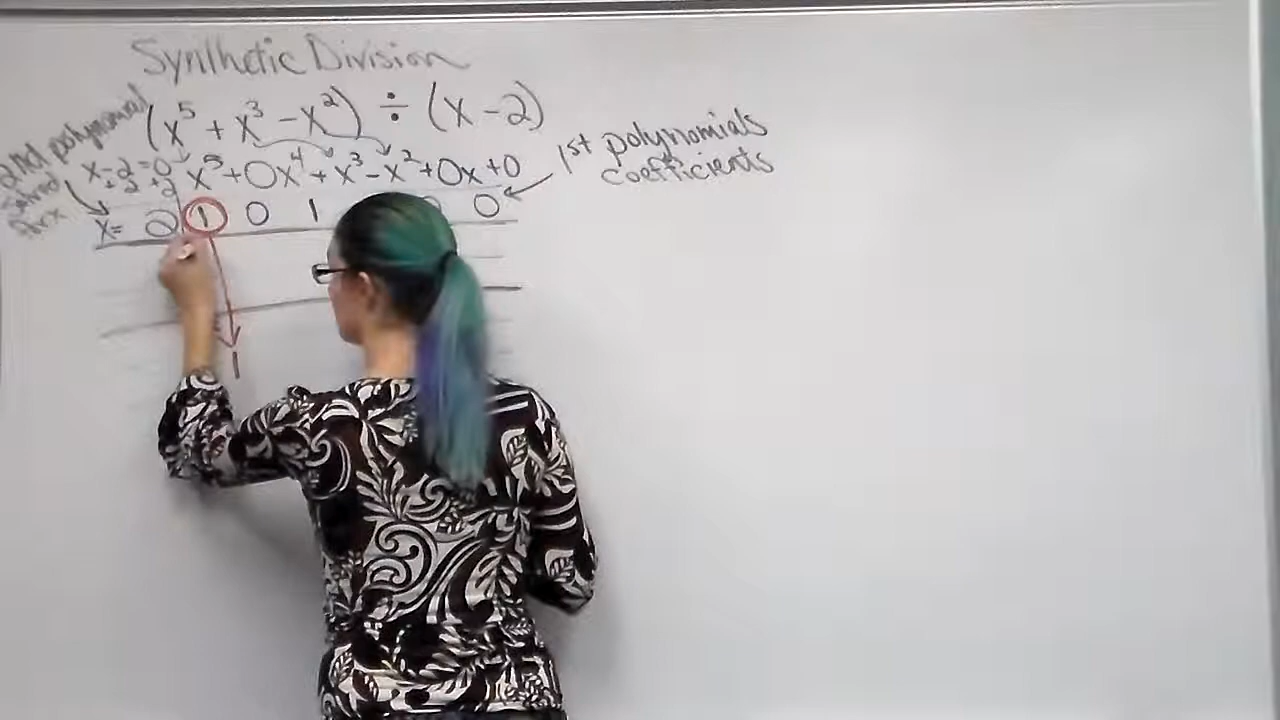 Synthetic Division
(x⁵ + x³ - x²) ÷ (x - 2)
2nd polynomial
solved
for x
x - 2 = 0
+2 +2
x⁵ + 0x⁴ + x³ - x² + 0x + 0
1st polynomials
coefficients
x = 2 1 0 1 0
1